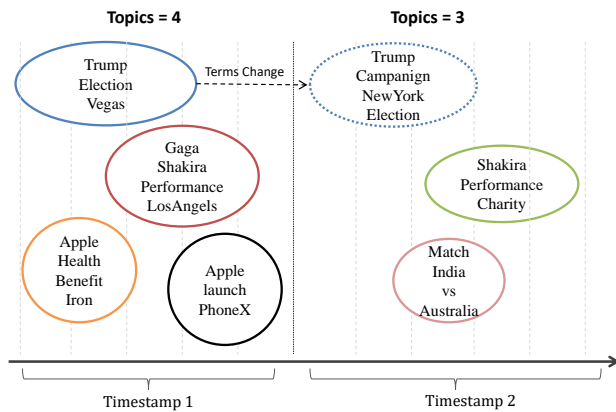 Topics = 4
Topics = 3
Trump
Election
Vegas
Terms Change
Trump
Campanign
NewYork
Election
Gaga
Shakira
Performance
LosAngels
Shakira
Performance
Charity
Apple
Health
Benefit
Iron
Apple
launch
PhoneX
Match
India
vs
Australia
Timestamp 1
Timestamp 2